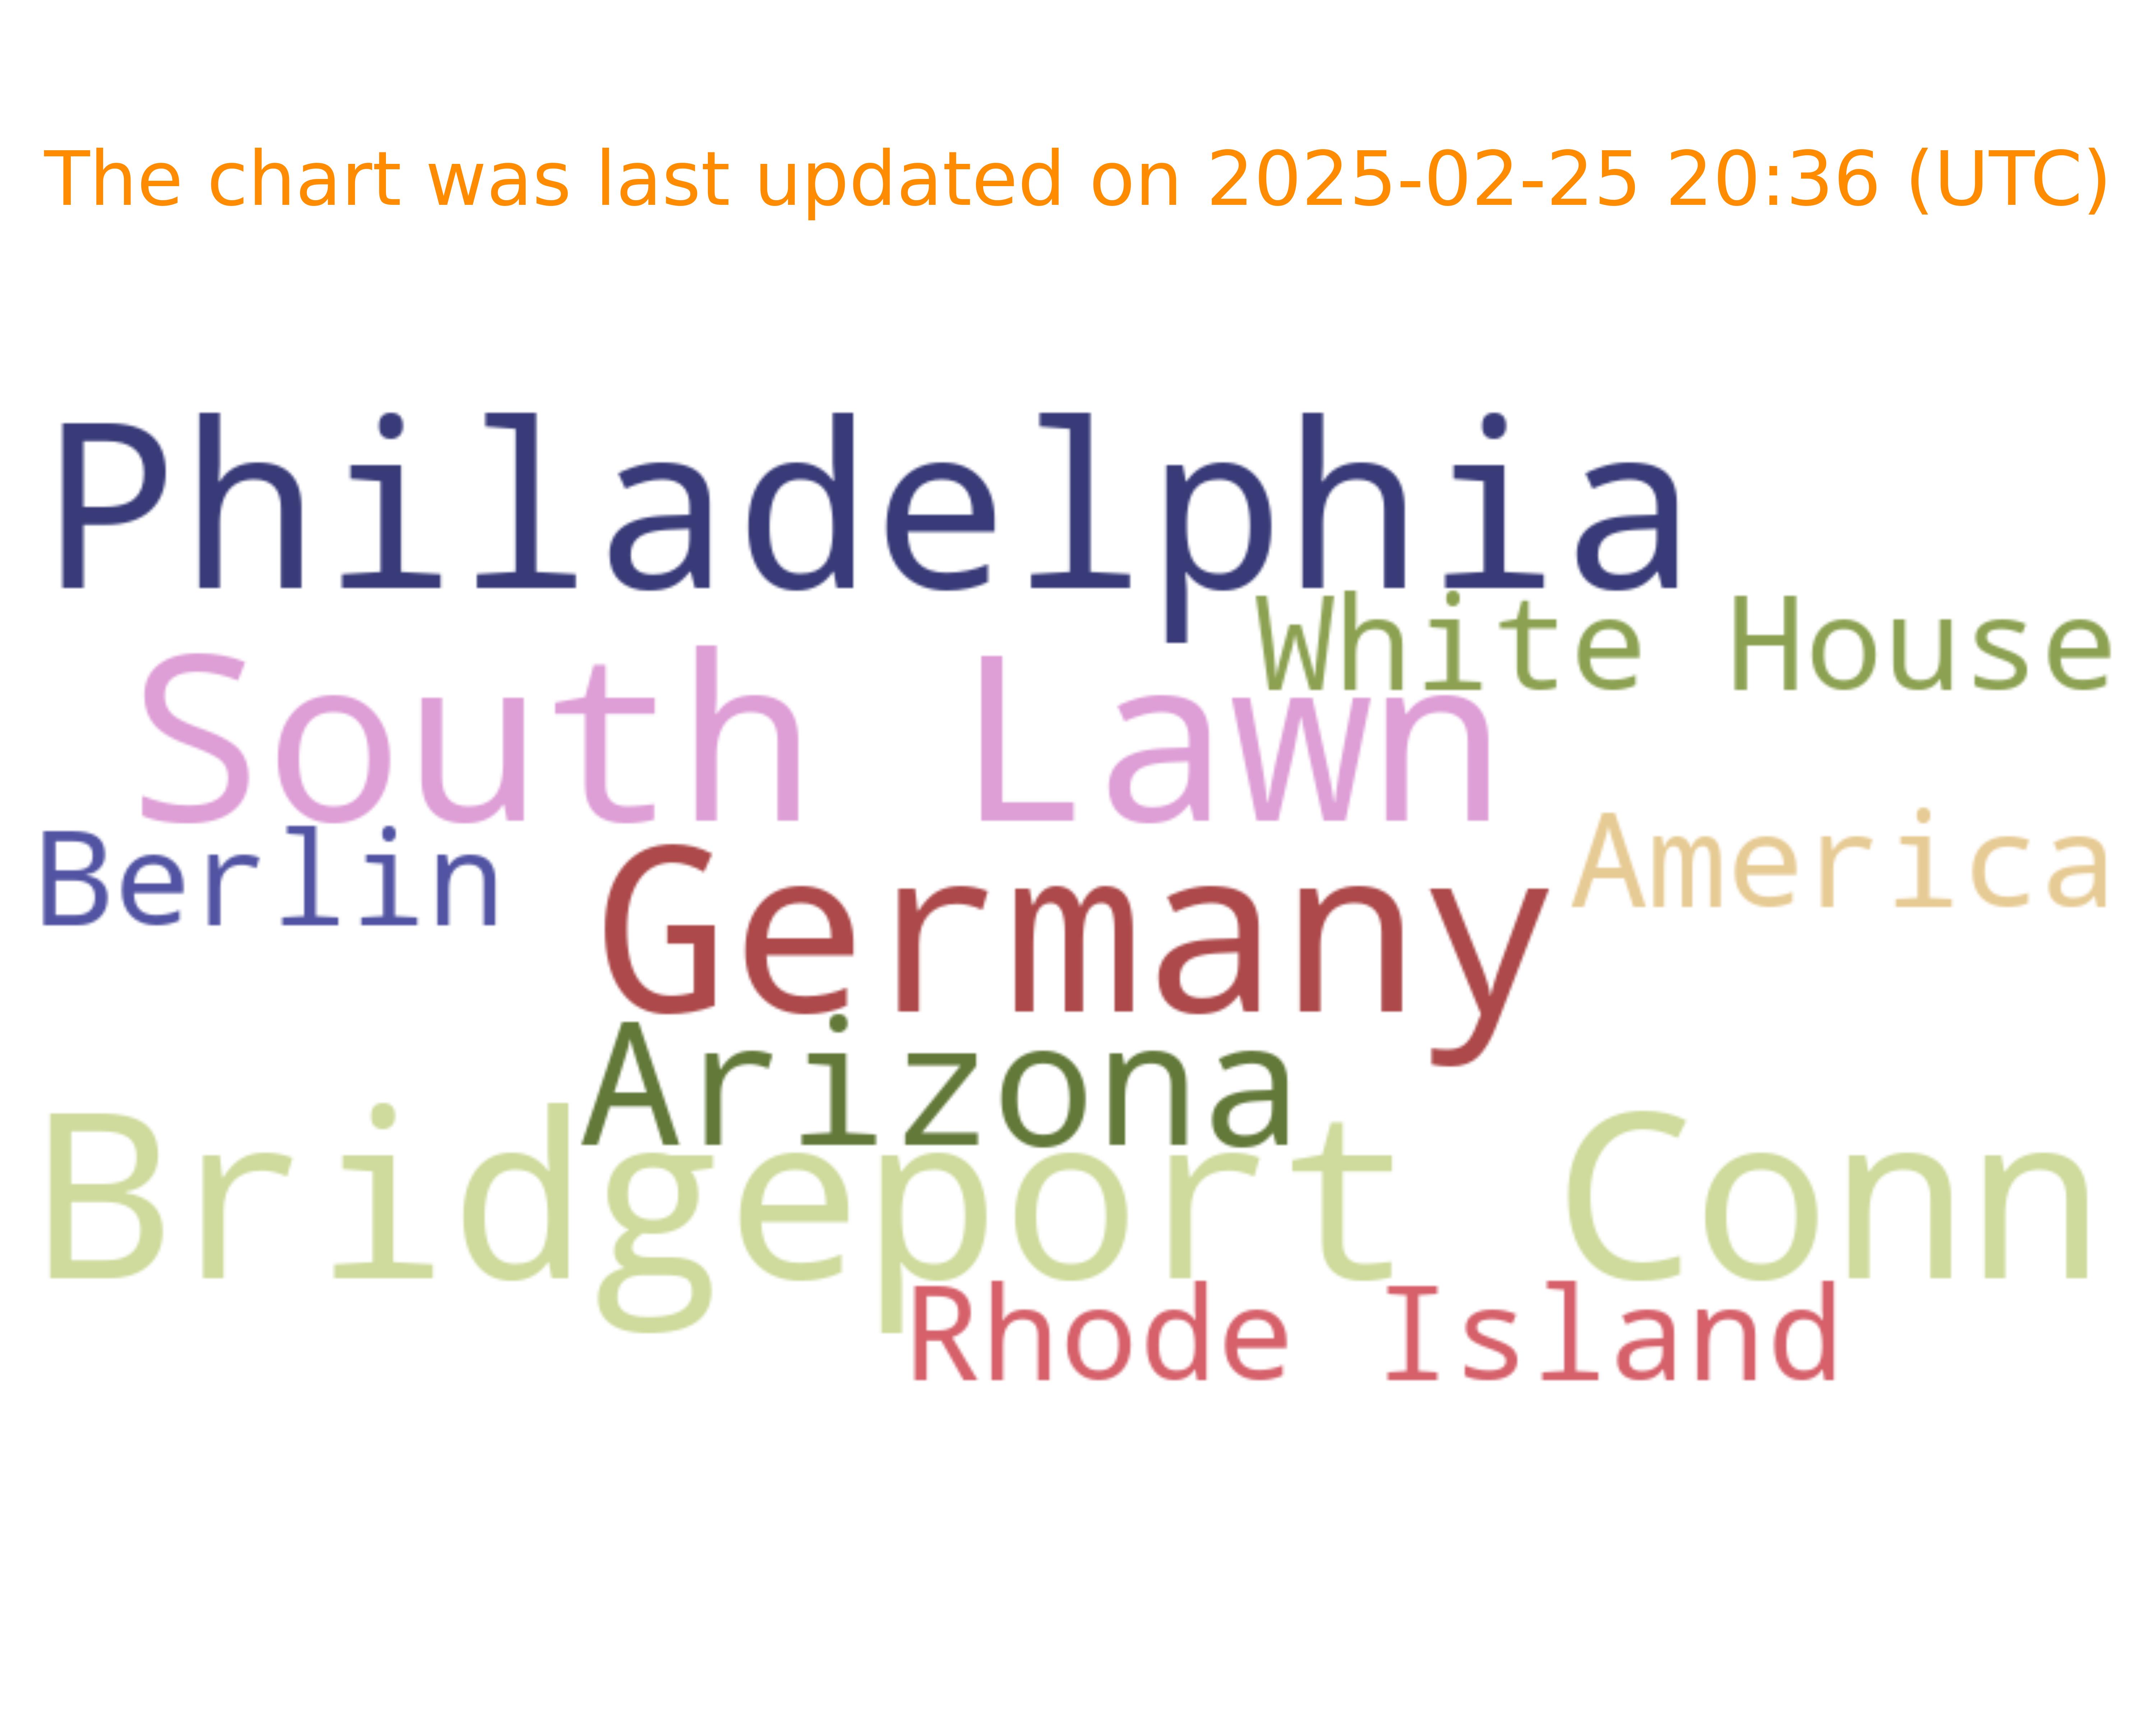 The chart was last updated on 2025-02-25 20:36 (UTC)
Philadelphia
White House
South Lawn
Berlin
Germany
America
Arizona
Bridgeport Conn
Rhode Island